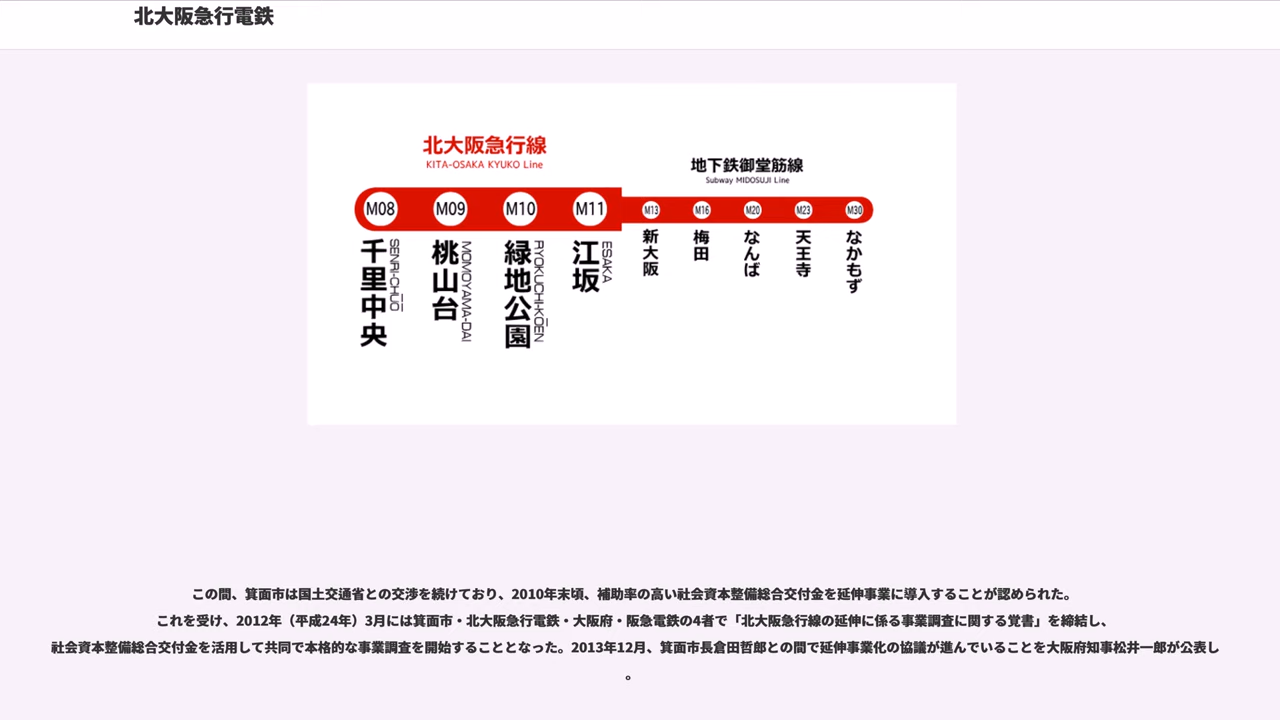 北大阪急行電鉄
北大阪急行線
KITA-OSAKA KYUKO Line
地下鉄御堂筋線
Subway MIDOSUJI Line
M08
M09
M10
M11
M13
M16
M20
M23
M30
千里中央
SENRI-CHŪŌ
桃山台
MOMOYAMA-DAI
緑地公園
RYOKUCHI-KŌEN
江坂
ESAKA
新大阪
梅田
なんば
天王寺
なかもず
この間、箕面市は国土交通省との交渉を続けており、2010年末頃、補助率の高い社会資本整備総合交付金を延伸事業に導入することが認められた。
これを受け、2012年（平成24年）3月には箕面市・北大阪急行電鉄・大阪府・阪急電鉄の4者で「北大阪急行線の延伸に係る事業調査に関する覚書」を締結し、
社会資本整備総合交付金を活用して共同で本格的な事業調査を開始することとなった。2013年12月、箕面市長倉田哲郎との間で延伸事業化の協議が進んでいることを大阪府知事松井一郎が公表し
。